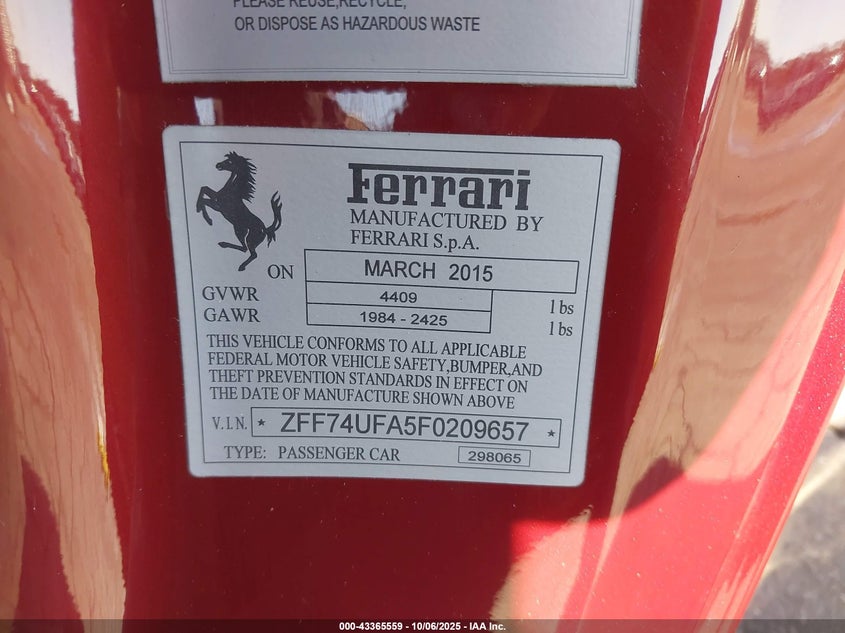 PLEASE REUSE,RECYCLE,
OR DISPOSE AS HAZARDOUS WASTE
Ferrari
MANUFACTURED BY
FERRARI S.p.A.
ON MARCH 2015
GVWR 4409 lbs
GAWR 1984 - 2425 lbs
THIS VEHICLE CONFORMS TO ALL APPLICABLE
FEDERAL MOTOR VEHICLE SAFETY,BUMPER,AND
THEFT PREVENTION STANDARDS IN EFFECT ON
THE DATE OF MANUFACTURE SHOWN ABOVE
V.I.N. * ZFF74UFA5F0209657 *
TYPE: PASSENGER CAR 298065
000-43365559 - 10/06/2025 - IAA Inc.